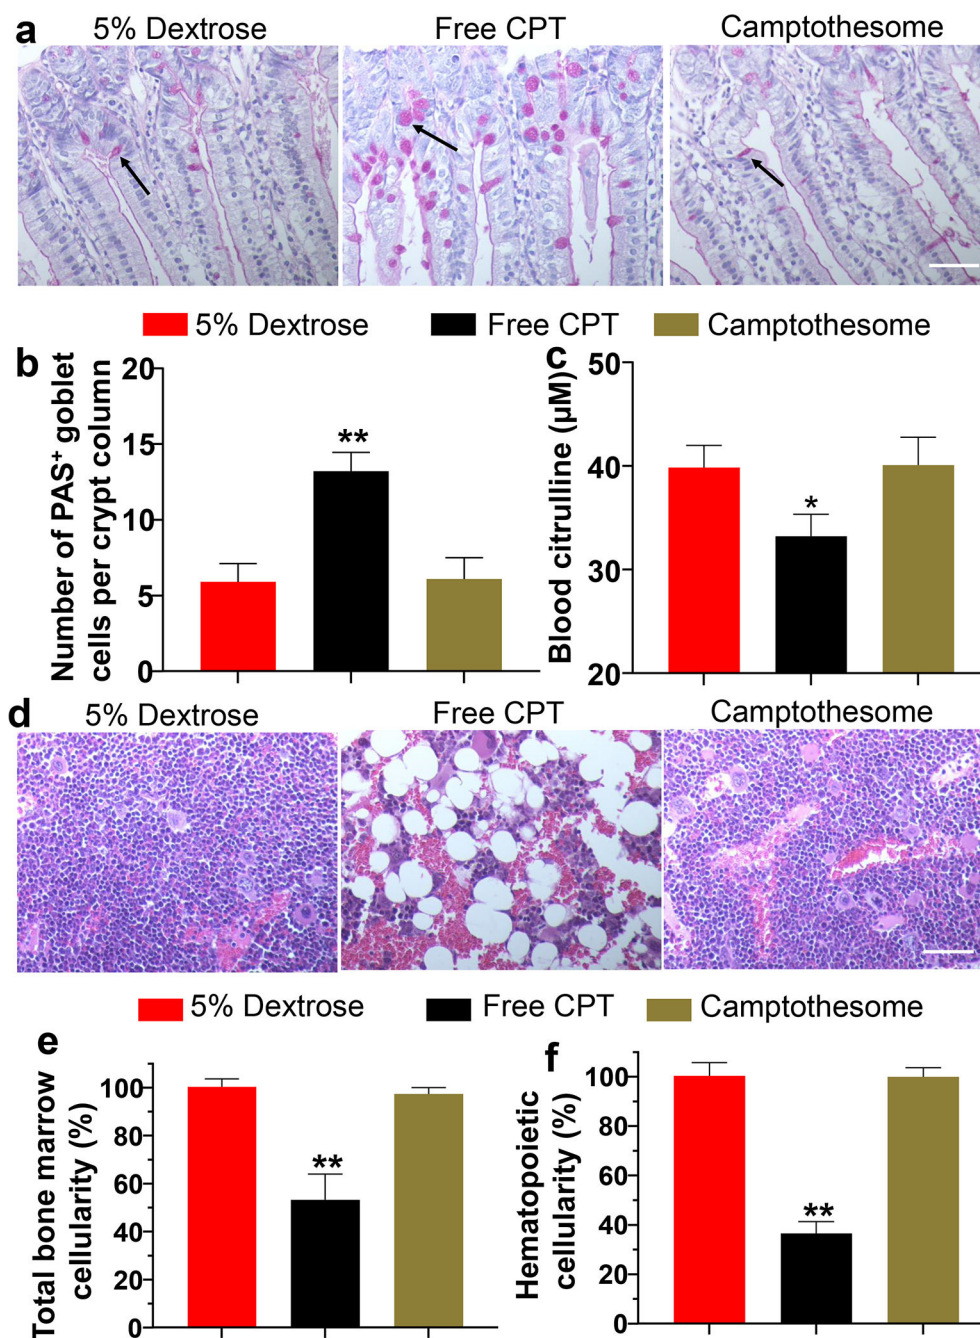 a
5% Dextrose
Free CPT
Camptothesome
5% Dextrose
Free CPT
Camptothesome
b
Number of PAS⁺ goblet
cells per crypt column
20
15
10
5
0
**
c
Blood citrulline (µM)
50
40
30
20
*
d
5% Dextrose
Free CPT
Camptothesome
5% Dextrose
Free CPT
Camptothesome
e
Total bone marrow
cellularity (%)
100
80
60
40
20
0
**
f
Hematopoietic
cellularity (%)
100
80
60
40
20
0
**